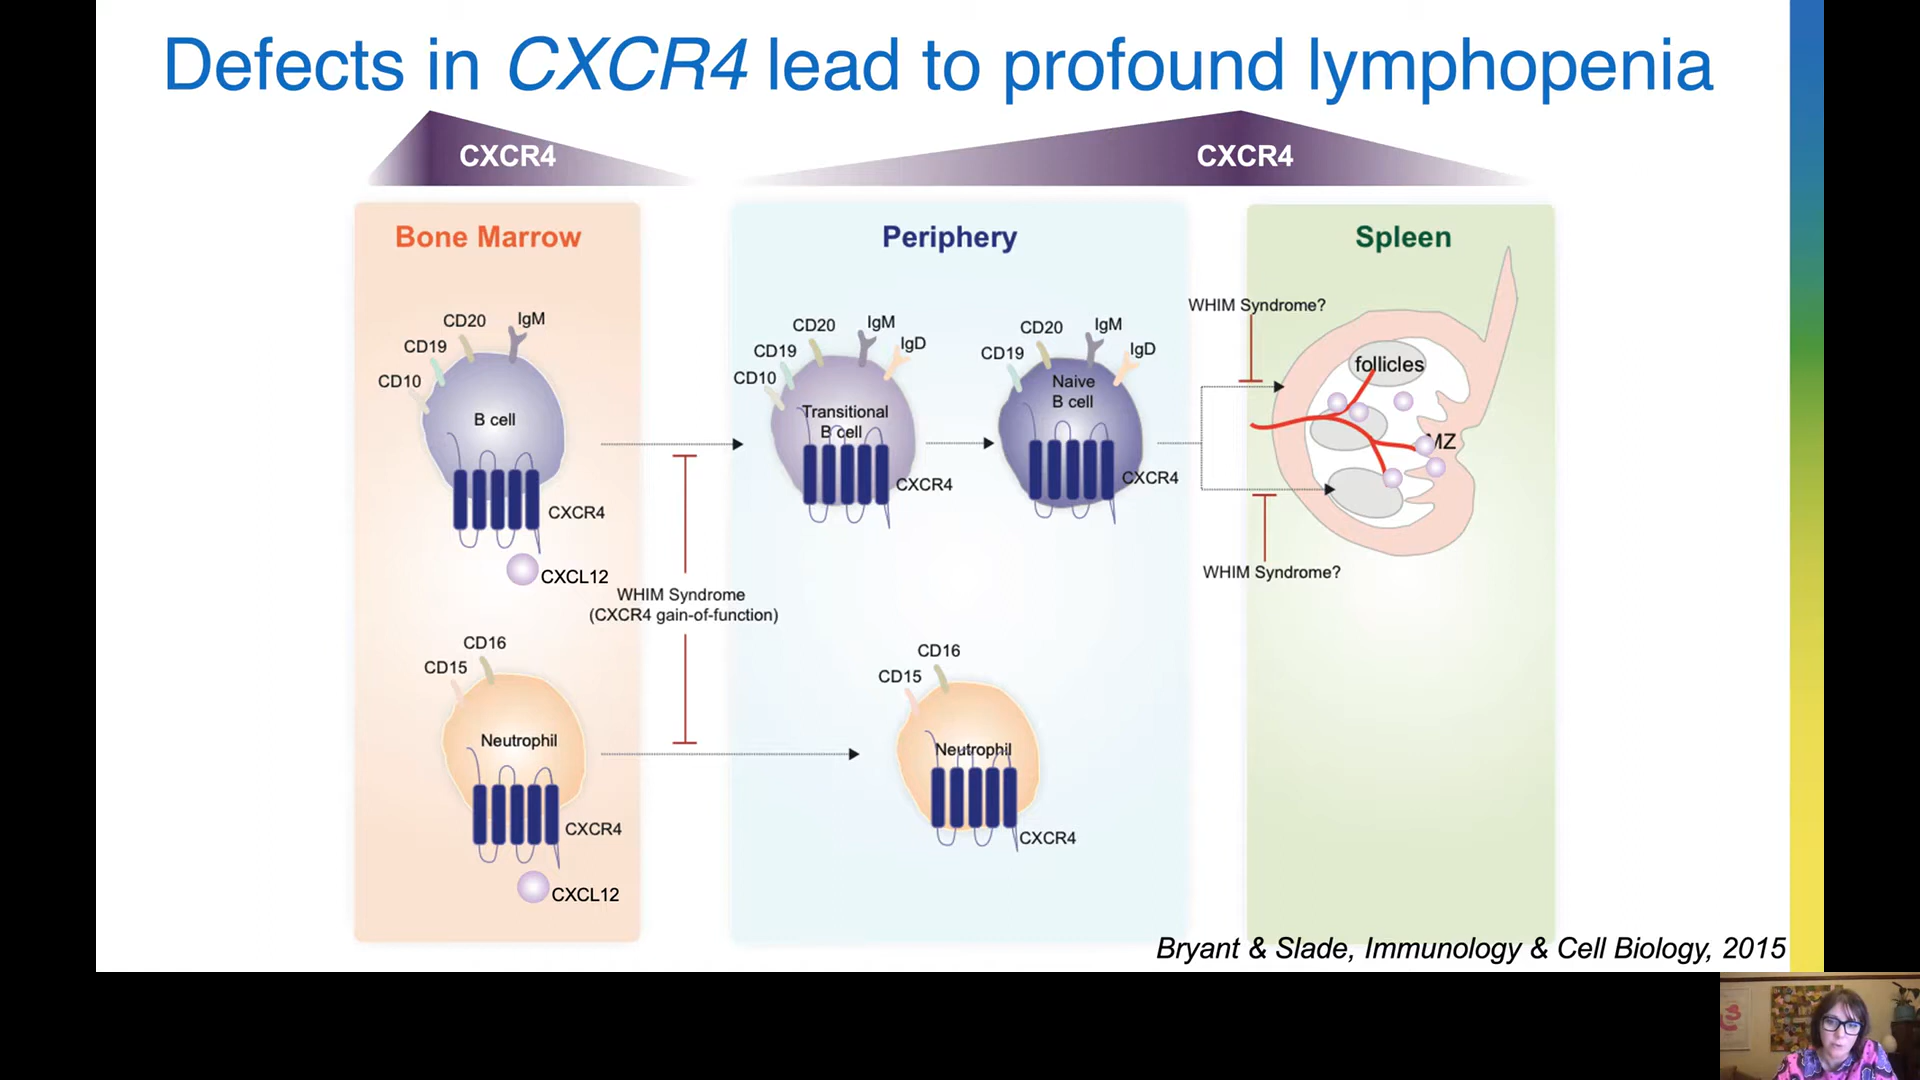 Defects in CXCR4 lead to profound lymphopenia
CXCR4
CXCR4
Bone Marrow
Periphery
Spleen
CD10
CD19
CD20
IgM
B cell
CXCR4
CXCL12
CD15
CD16
Neutrophil
CXCR4
CXCL12
WHIM Syndrome
(CXCR4 gain-of-function)
CD10
CD19
CD20
IgM
IgD
Transitional
B cell
CXCR4
CD19
CD20
IgM
IgD
Naive
B cell
CXCR4
CD15
CD16
Neutrophil
CXCR4
WHIM Syndrome?
follicles
MZ
WHIM Syndrome?
Bryant & Slade, Immunology & Cell Biology, 2015